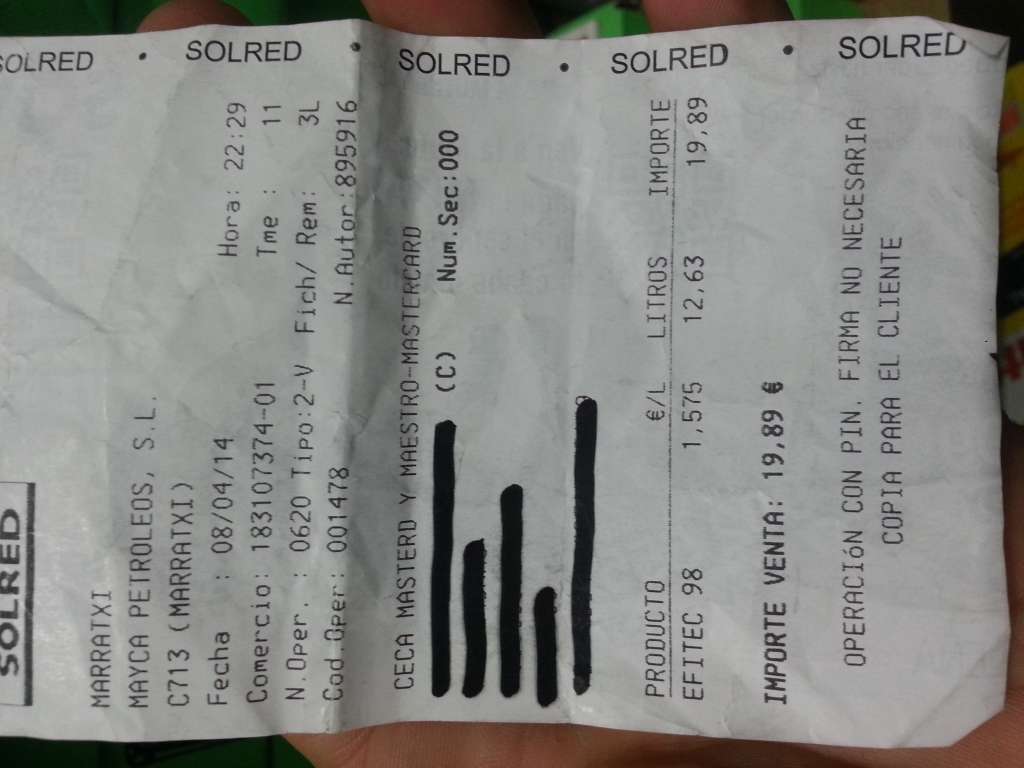 SOLRED • SOLRED • SOLRED • SOLRED • SOLRED
SOLRED
MARRATXI
MAYCA PETROLEOS, S.L.
C713 (MARRATXI)
Fecha : 08/04/14 Hora: 22:29
Comercio: 183107374-01 Tme : 11
N.Oper. : 0620 Tipo:2-V Fich/ Rem: 3L
Cod.Oper: 001478 N.Autor:895916
CECA MASTERD Y MAESTRO-MASTERCARD
(C) Num.Sec:000
PRODUCTO €/L LITROS IMPORTE
EFITEC 98 1,575 12,63 19,89
IMPORTE VENTA: 19,89 €
OPERACIÓN CON PIN. FIRMA NO NECESARIA
COPIA PARA EL CLIENTE